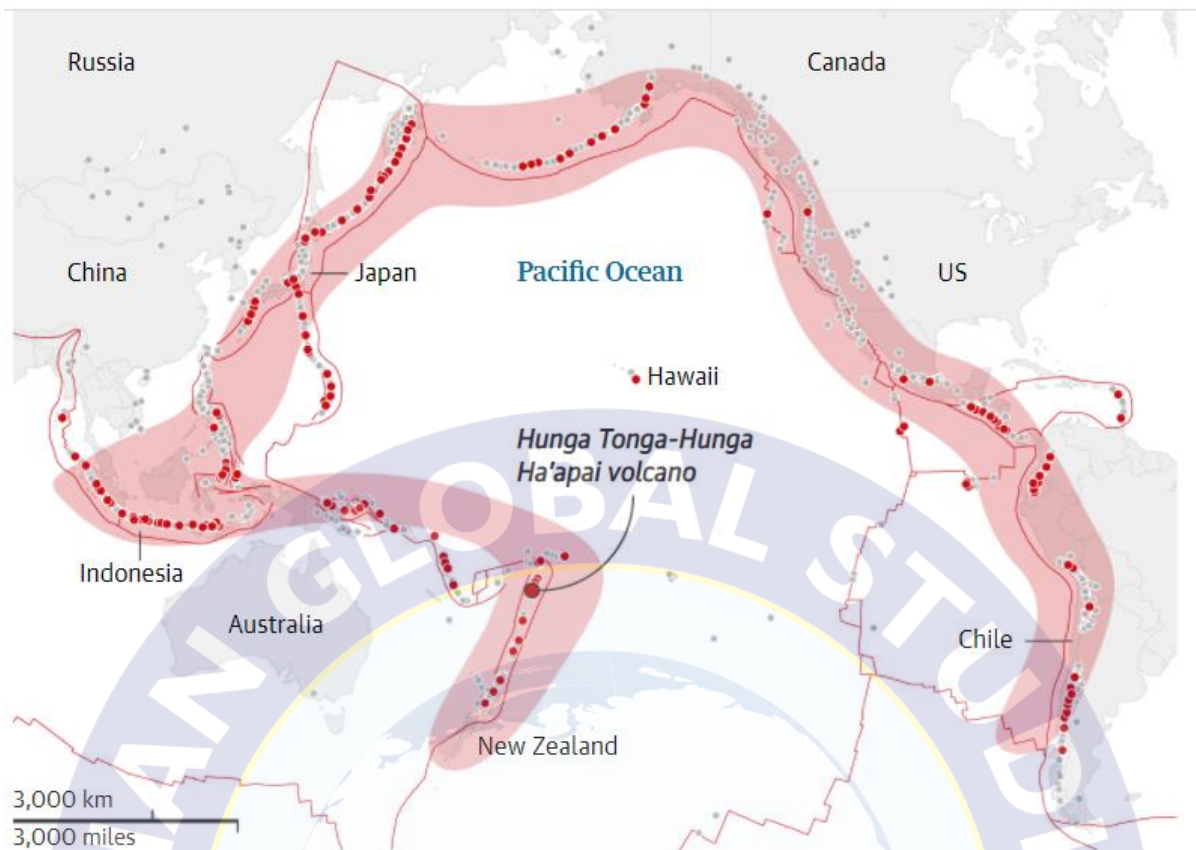 Russia
Canada
China
Japan
Pacific Ocean
US
Hawaii
Hunga Tonga-Hunga
Ha'apai volcano
Indonesia
Australia
Chile
New Zealand
3,000 km
3,000 miles
AN GLOBAL STUD